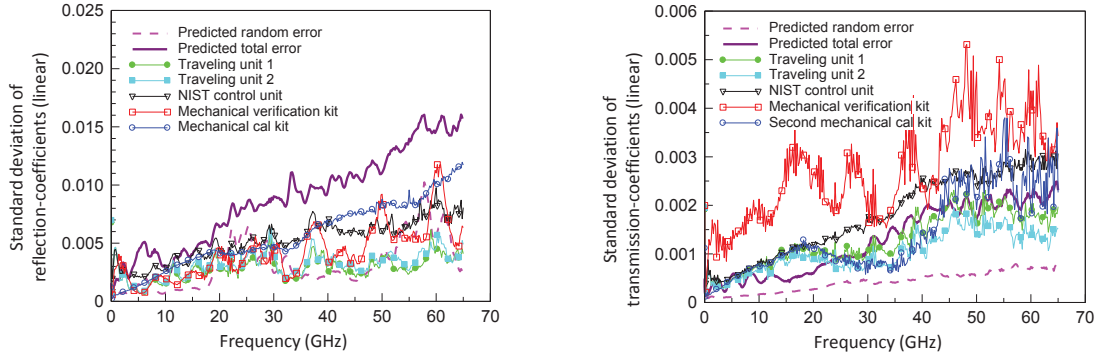 0.025
0.020
0.015
0.010
0.005
0
Standard deviation of
reflection-coefficients (linear)
Predicted random error
Predicted total error
Traveling unit 1
Traveling unit 2
NIST control unit
Mechanical verification kit
Mechanical cal kit
0 10 20 30 40 50 60 70
Frequency (GHz)
0.006
0.005
0.004
0.003
0.002
0.001
0
Standard deviation of
transmission-coefficients (linear)
Predicted random error
Predicted total error
Traveling unit 1
Traveling unit 2
NIST control unit
Mechanical verification kit
Second mechanical cal kit
0 10 20 30 40 50 60 70
Frequency (GHz)